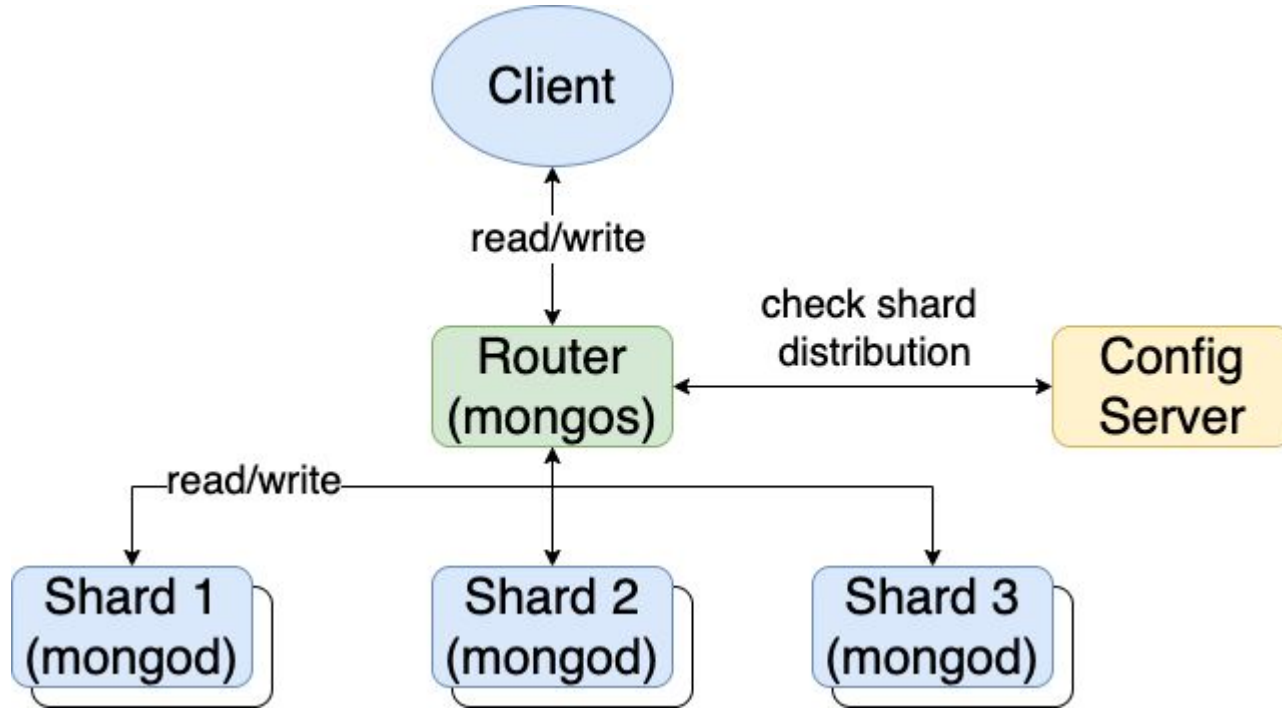 Client
read/write
check shard
distribution
Router
(mongos)
Config
Server
read/write
Shard 1
(mongod)
Shard 2
(mongod)
Shard 3
(mongod)